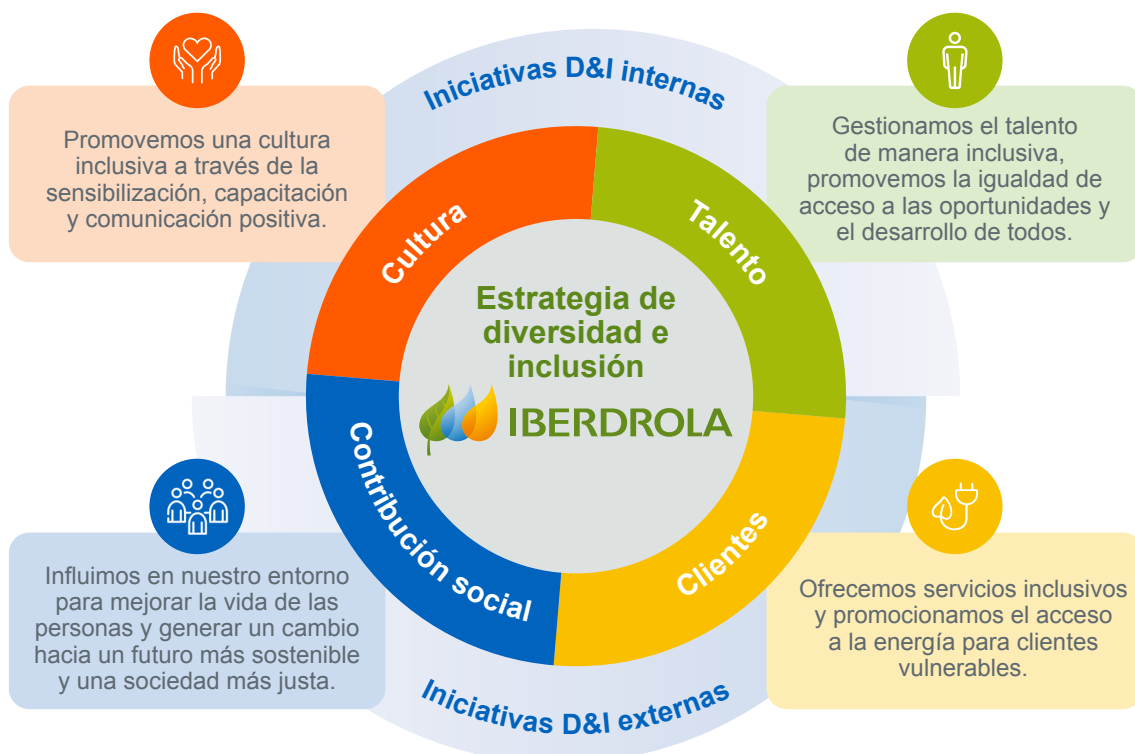 Iniciativas D&I internas
Promovemos una cultura
inclusiva a través de la
sensibilización, capacitación
y comunicación positiva.
Gestionamos el talento
de manera inclusiva,
promovemos la igualdad de
acceso a las oportunidades y
el desarrollo de todos.
Cultura
Talento
Estrategia de
diversidad e
inclusión
IBERDROLA
Contribución social
Clientes
Influimos en nuestro entorno
para mejorar la vida de las
personas y generar un cambio
hacia un futuro más sostenible
y una sociedad más justa.
Ofrecemos servicios inclusivos
y promocionamos el acceso
a la energía para clientes
vulnerables.
Iniciativas D&I externas